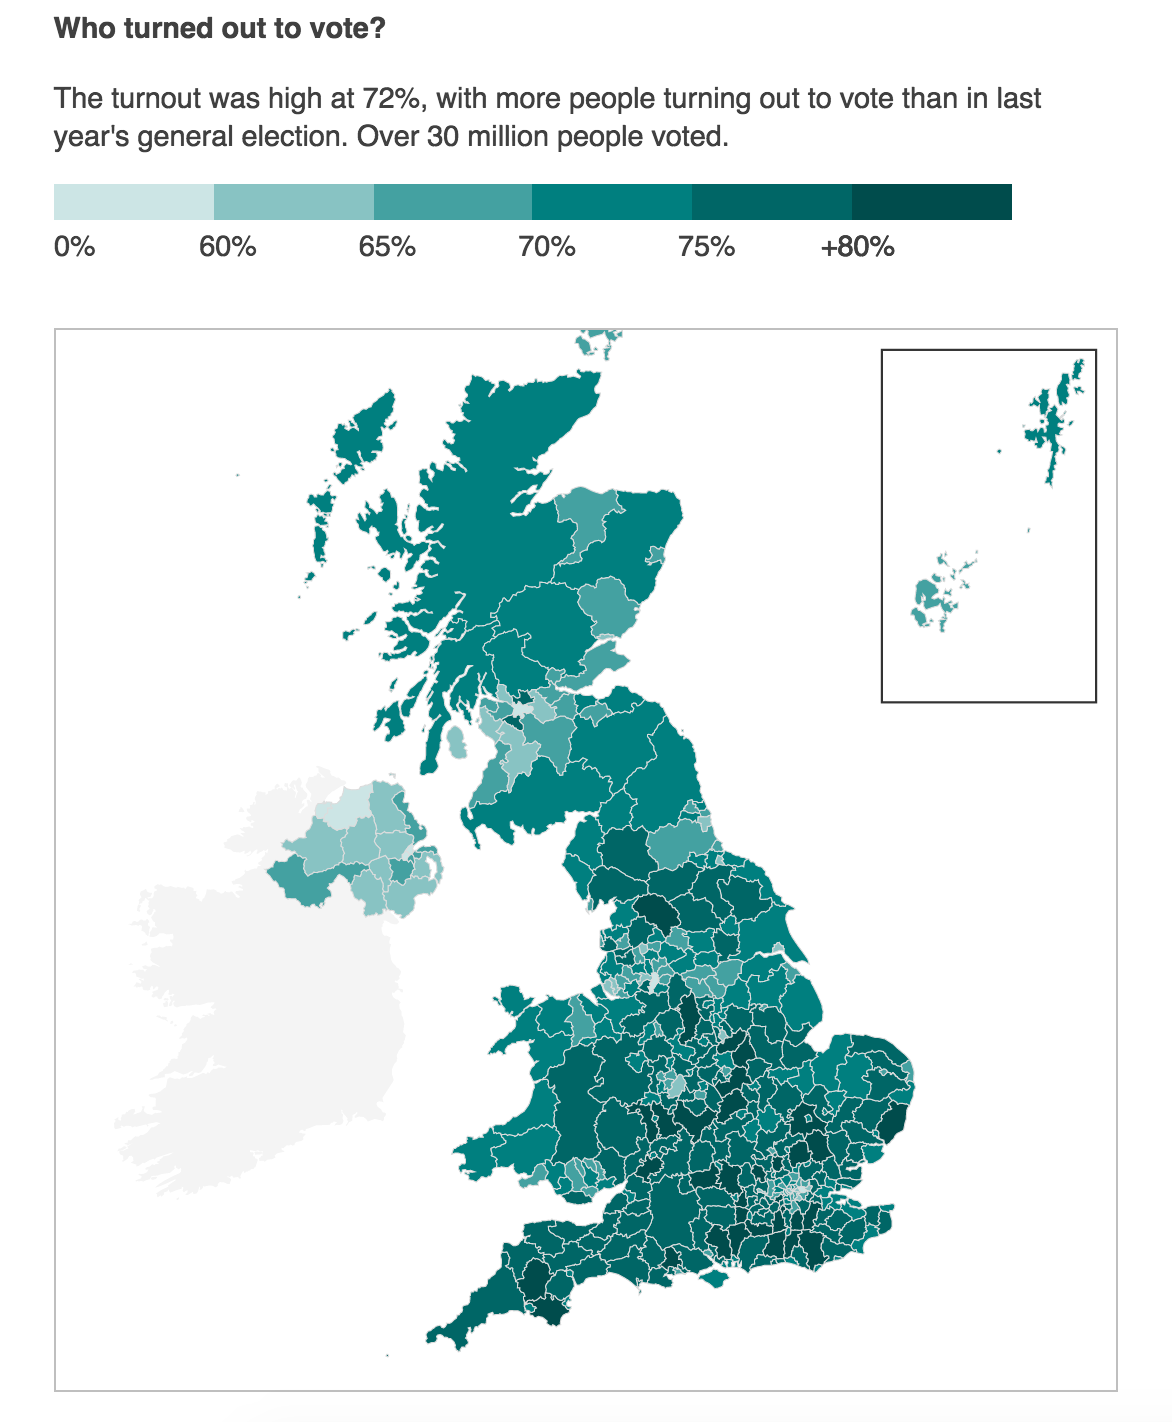 Who turned out to vote?
The turnout was high at 72%, with more people turning out to vote than in last
year's general election. Over 30 million people voted.
0% 60% 65% 70% 75% +80%